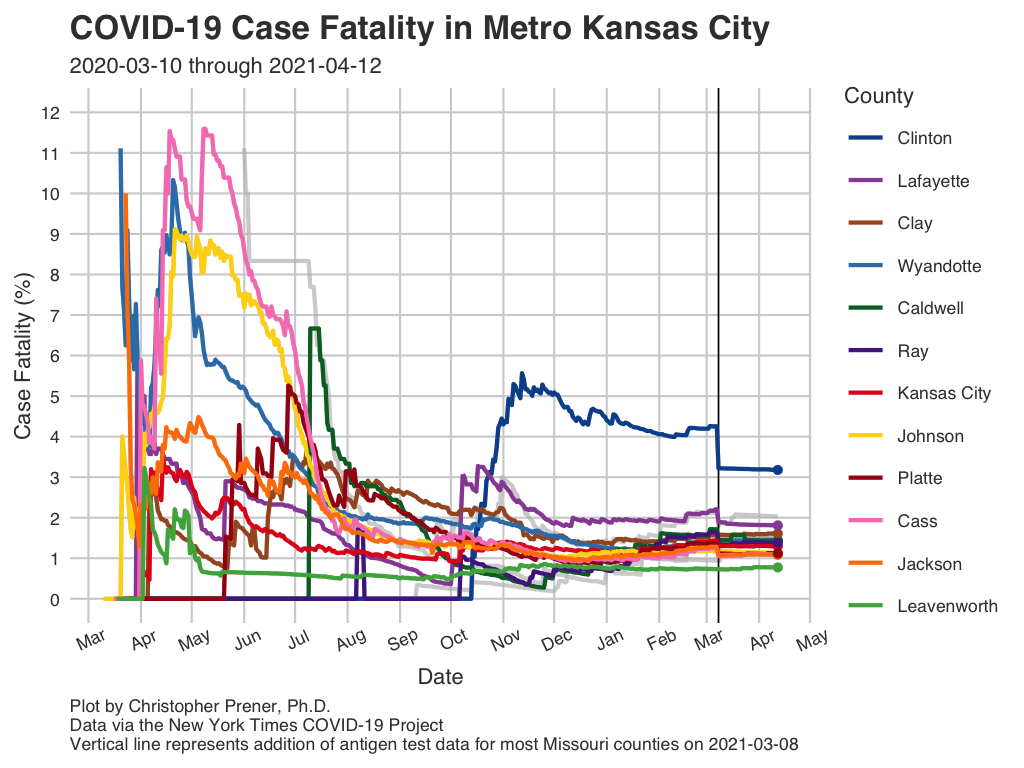 COVID-19 Case Fatality in Metro Kansas City
2020-03-10 through 2021-04-12
Case Fatality (%)
12
11
10
9
8
7
6
5
4
3
2
1
0
Mar Apr May Jun Jul Aug Sep Oct Nov Dec Jan Feb Mar Apr May
Date
County
Clinton
Lafayette
Clay
Wyandotte
Caldwell
Ray
Kansas City
Johnson
Platte
Cass
Jackson
Leavenworth
Plot by Christopher Prener, Ph.D.
Data via the New York Times COVID-19 Project
Vertical line represents addition of antigen test data for most Missouri counties on 2021-03-08